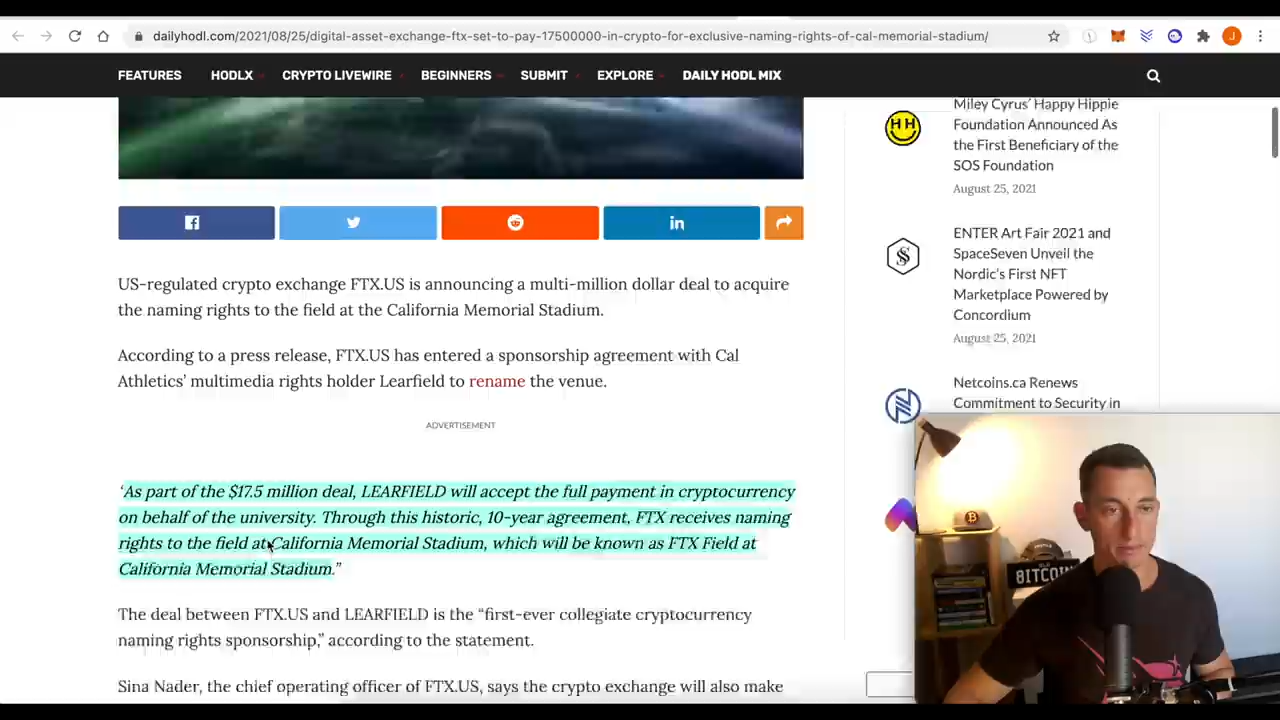 dailyhodl.com/2021/08/25/digital-asset-exchange-ftx-set-to-pay-17500000-in-crypto-for-exclusive-naming-rights-of-cal-memorial-stadium/
J
FEATURES HODLX CRYPTO LIVEWIRE BEGINNERS SUBMIT EXPLORE DAILY HODL MIX
US-regulated crypto exchange FTX.US is announcing a multi-million dollar deal to acquire
the naming rights to the field at the California Memorial Stadium.
According to a press release, FTX.US has entered a sponsorship agreement with Cal
Athletics’ multimedia rights holder Learfield to rename the venue.
ADVERTISEMENT
‘As part of the $17.5 million deal, LEARFIELD will accept the full payment in cryptocurrency
on behalf of the university. Through this historic, 10-year agreement, FTX receives naming
rights to the field at California Memorial Stadium, which will be known as FTX Field at
California Memorial Stadium.”
The deal between FTX.US and LEARFIELD is the “first-ever collegiate cryptocurrency
naming rights sponsorship,” according to the statement.
Sina Nader, the chief operating officer of FTX.US, says the crypto exchange will also make
Miley Cyrus’ Happy Hippie
Foundation Announced As
the First Beneficiary of the
SOS Foundation
August 25, 2021
ENTER Art Fair 2021 and
SpaceSeven Unveil the
Nordic’s First NFT
Marketplace Powered by
Concordium
August 25, 2021
Netcoins.ca Renews
Commitment to Security in
BITCOIN